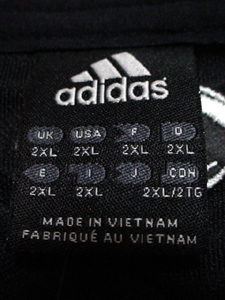 adidas
UK USA F D
2XL 2XL 2XL 2XL
E I J CDN
2XL 2XL 2XL 2XL/2TG
MADE IN VIETNAM
FABRIQUÉ AU VIETNAM